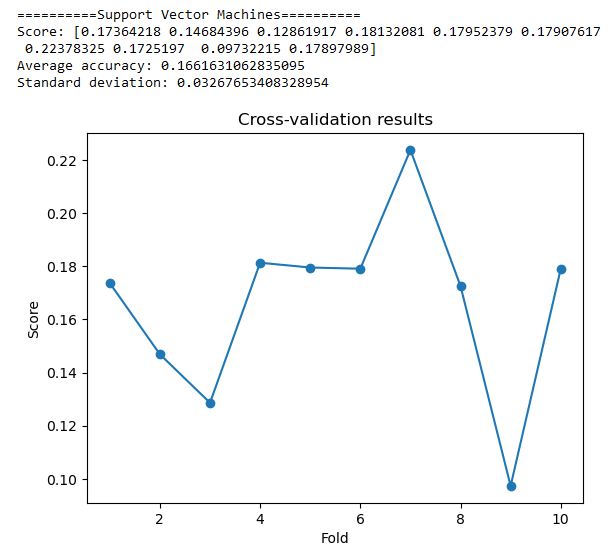 ==========Support Vector Machines==========
Score: [0.17364218 0.14684396 0.12861917 0.18132081 0.17952379 0.17907617
0.22378325 0.1725197  0.09732215 0.17897989]
Average accuracy: 0.1661631062835095
Standard deviation: 0.03267653408328954
Cross-validation results
0.22
0.20
0.18
0.16
0.14
0.12
0.10
Score
2 4 6 8 10
Fold